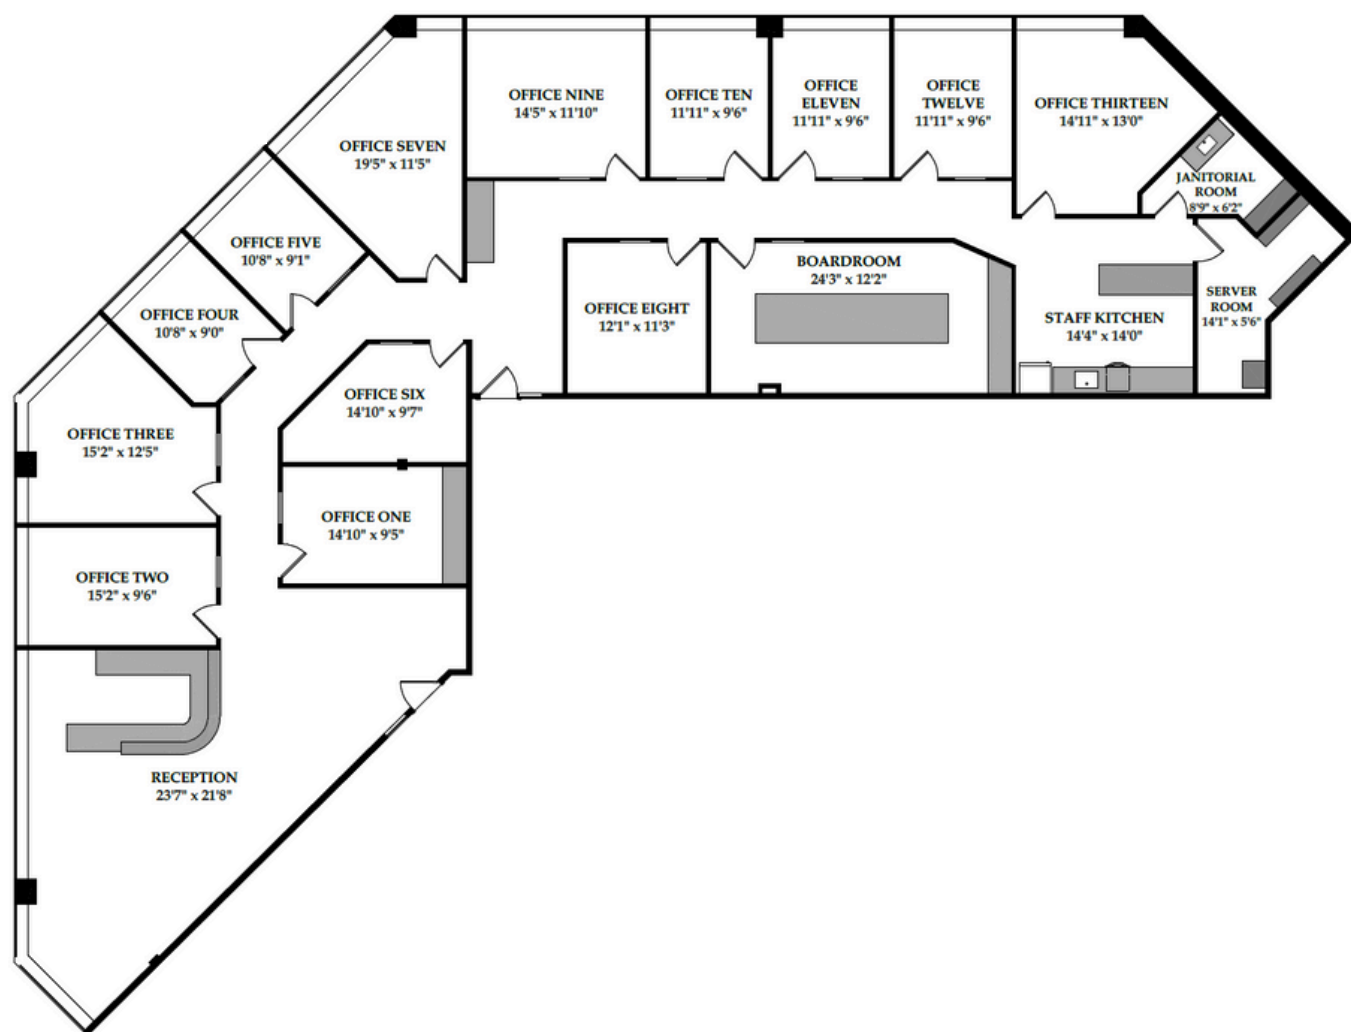 OFFICE NINE
14'5" x 11'10"
OFFICE TEN
11'11" x 9'6"
OFFICE
ELEVEN
11'11" x 9'6"
OFFICE
TWELVE
11'11" x 9'6"
OFFICE THIRTEEN
14'11" x 13'0"
OFFICE SEVEN
19'5" x 11'5"
JANITORIAL
ROOM
8'9" x 6'2"
OFFICE FIVE
10'8" x 9'1"
BOARDROOM
24'3" x 12'2"
OFFICE FOUR
10'8" x 9'0"
OFFICE EIGHT
12'1" x 11'3"
STAFF KITCHEN
14'4" x 14'0"
SERVER
ROOM
14'1" x 5'6"
OFFICE SIX
14'10" x 9'7"
OFFICE THREE
15'2" x 12'5"
OFFICE ONE
14'10" x 9'5"
OFFICE TWO
15'2" x 9'6"
RECEPTION
23'7" x 21'8"